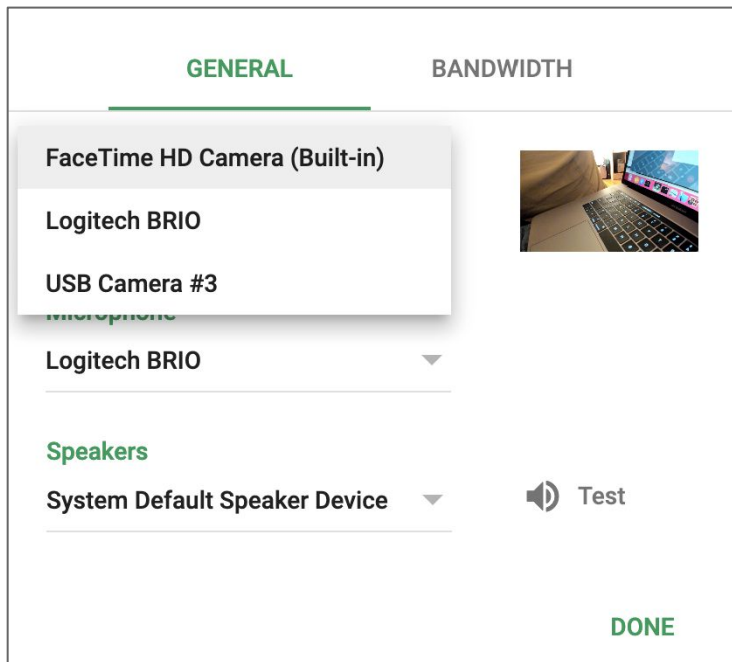 GENERAL BANDWIDTH
FaceTime HD Camera (Built-in)
Logitech BRIO
USB Camera #3
Microphone
Logitech BRIO
Speakers
System Default Speaker Device
Test
DONE